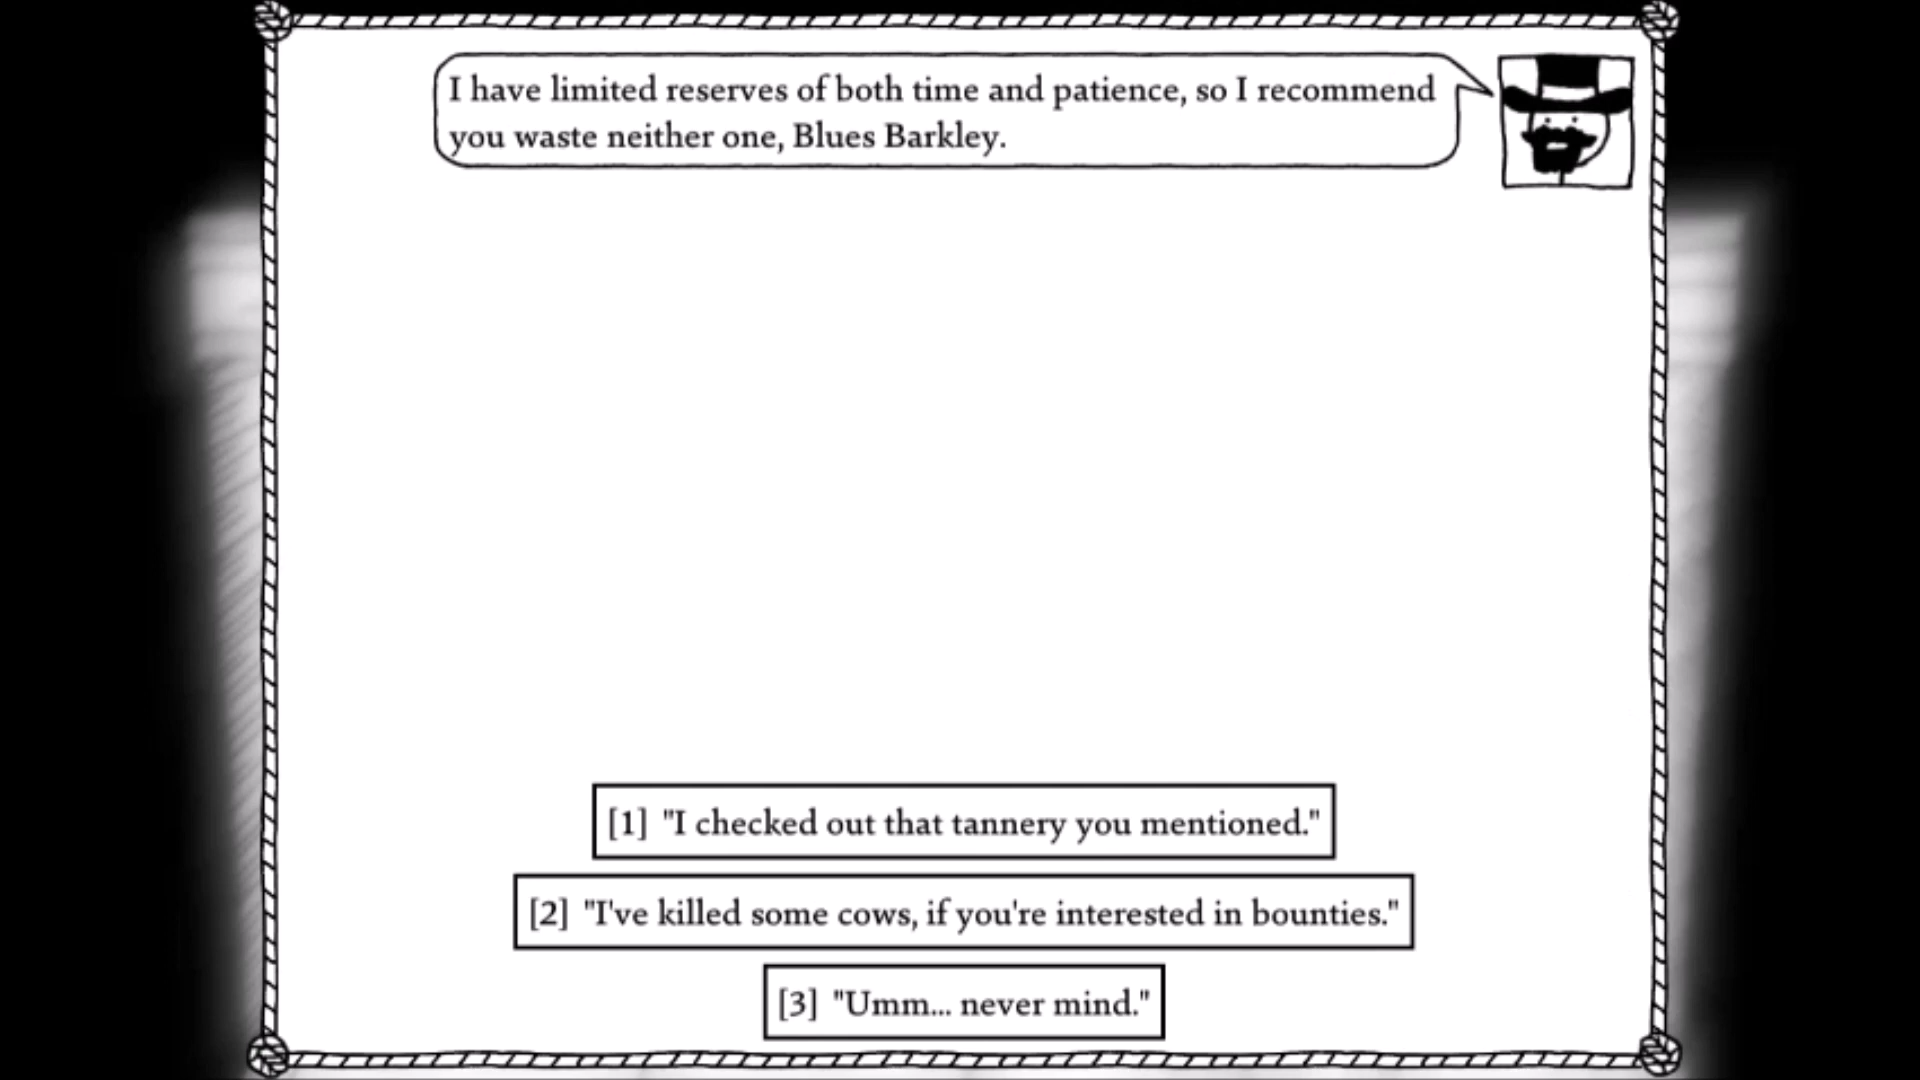 I have limited reserves of both time and patience, so I recommend
you waste neither one, Blues Barkley.
[1] "I checked out that tannery you mentioned."
[2] "I've killed some cows, if you're interested in bounties."
[3] "Umm... never mind."